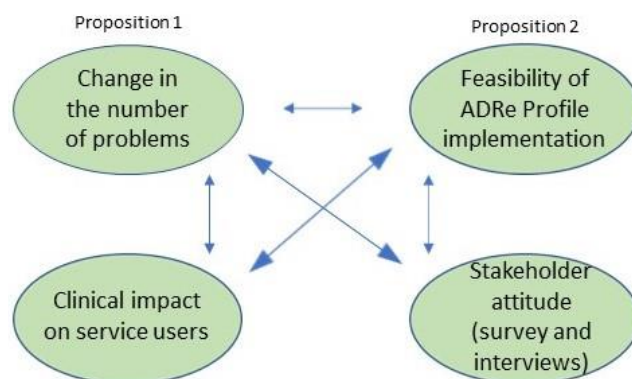 Proposition 1
Proposition 2
Change in
the number
of problems
Feasibility of
ADRe Profile
implementation
Clinical impact
on service users
Stakeholder
attitude
(survey and
interviews)